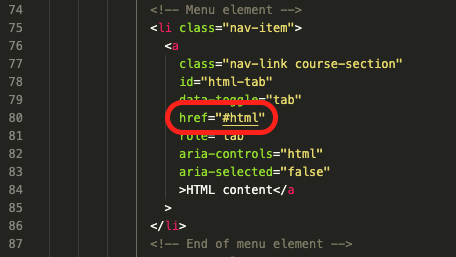 74 <!-- Menu element -->
75 <li class="nav-item">
76 <a
77 class="nav-link course-section"
78 id="html-tab"
79 data-toggle="tab"
80 href="#html"
81 role="tab"
82 aria-controls="html"
83 aria-selected="false"
84 >HTML content</a
85 >
86 </li>
87 <!-- End of menu element -->